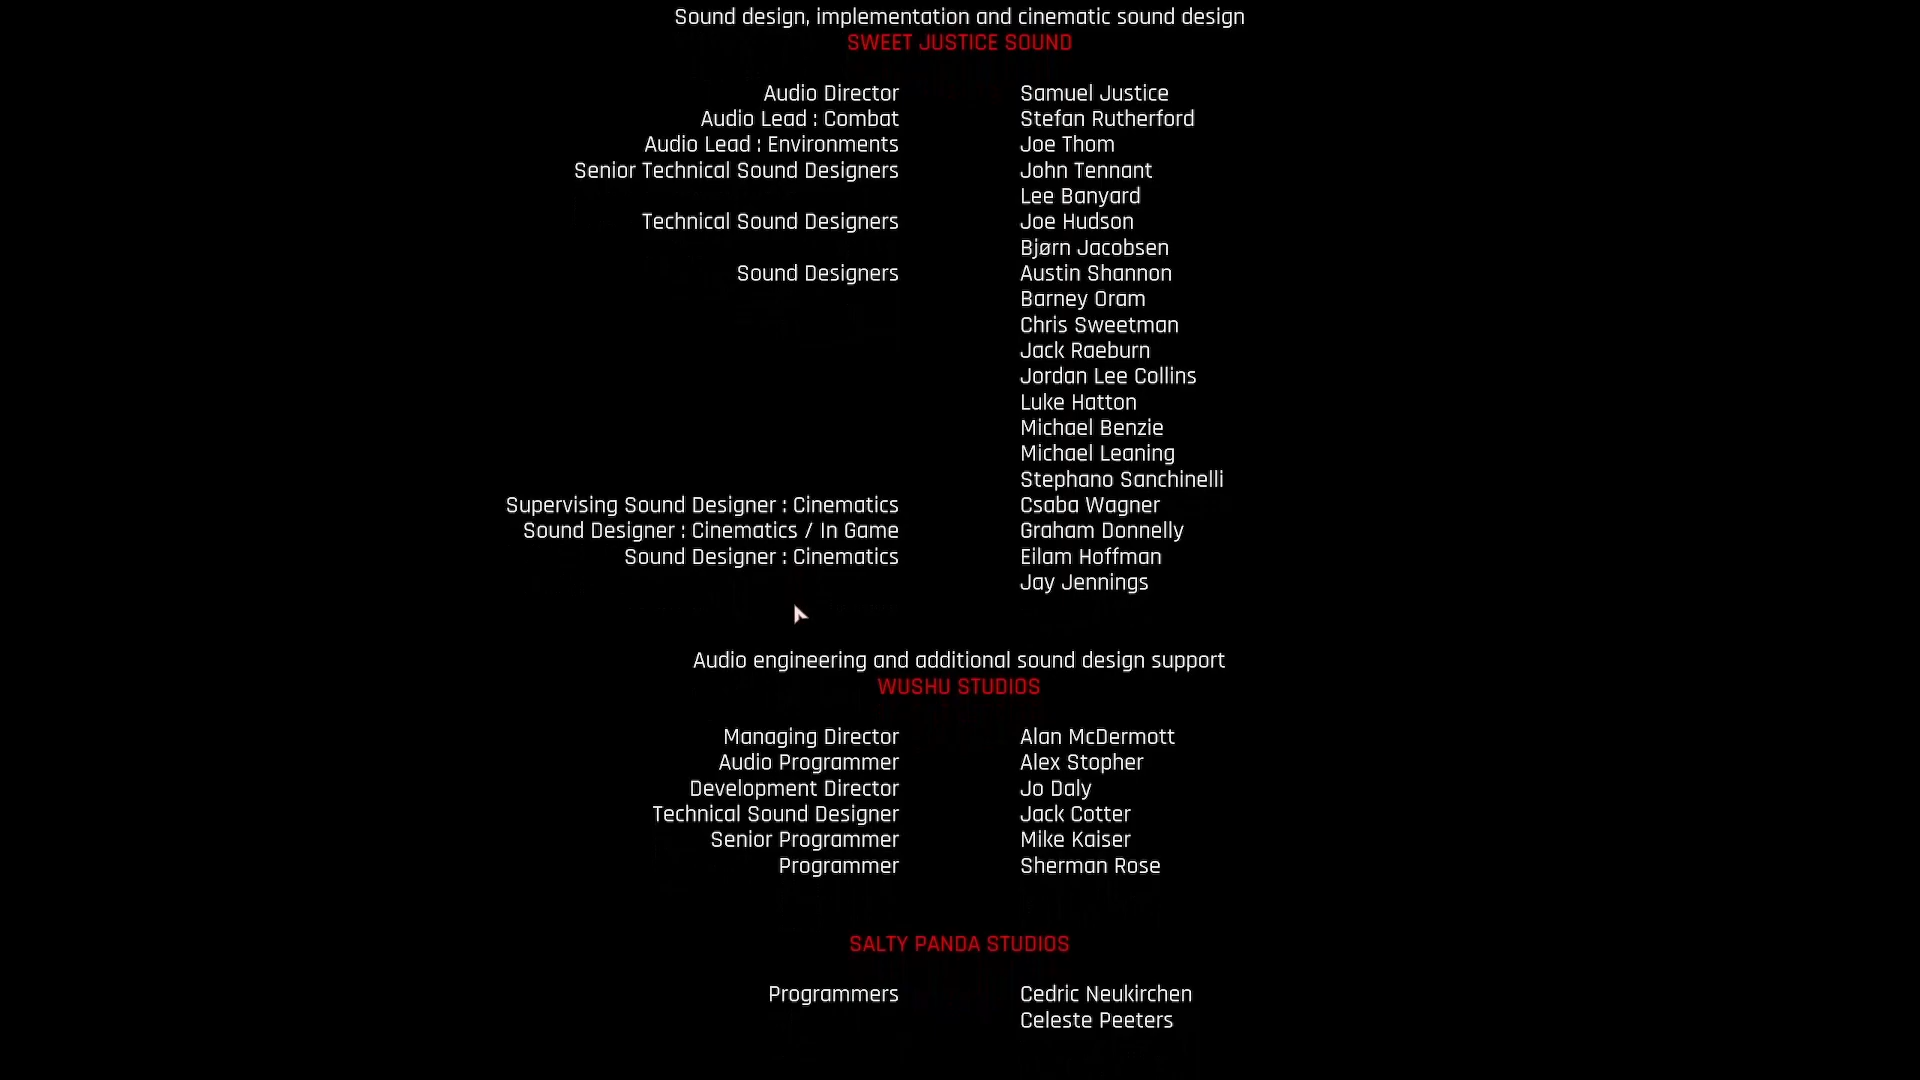 Sound design, implementation and cinematic sound design
SWEET JUSTICE SOUND
Audio Director Samuel Justice
Audio Lead : Combat Stefan Rutherford
Audio Lead : Environments Joe Thom
Senior Technical Sound Designers John Tennant
Lee Banyard
Technical Sound Designers Joe Hudson
Bjørn Jacobsen
Sound Designers Austin Shannon
Barney Oram
Chris Sweetman
Jack Raeburn
Jordan Lee Collins
Luke Hatton
Michael Benzie
Michael Leaning
Stephano Sanchinelli
Supervising Sound Designer : Cinematics Csaba Wagner
Sound Designer : Cinematics / In Game Graham Donnelly
Sound Designer : Cinematics Eilam Hoffman
Jay Jennings
Audio engineering and additional sound design support
WUSHU STUDIOS
Managing Director Alan McDermott
Audio Programmer Alex Stopher
Development Director Jo Daly
Technical Sound Designer Jack Cotter
Senior Programmer Mike Kaiser
Programmer Sherman Rose
SALTY PANDA STUDIOS
Programmers Cedric Neukirchen
Celeste Peeters